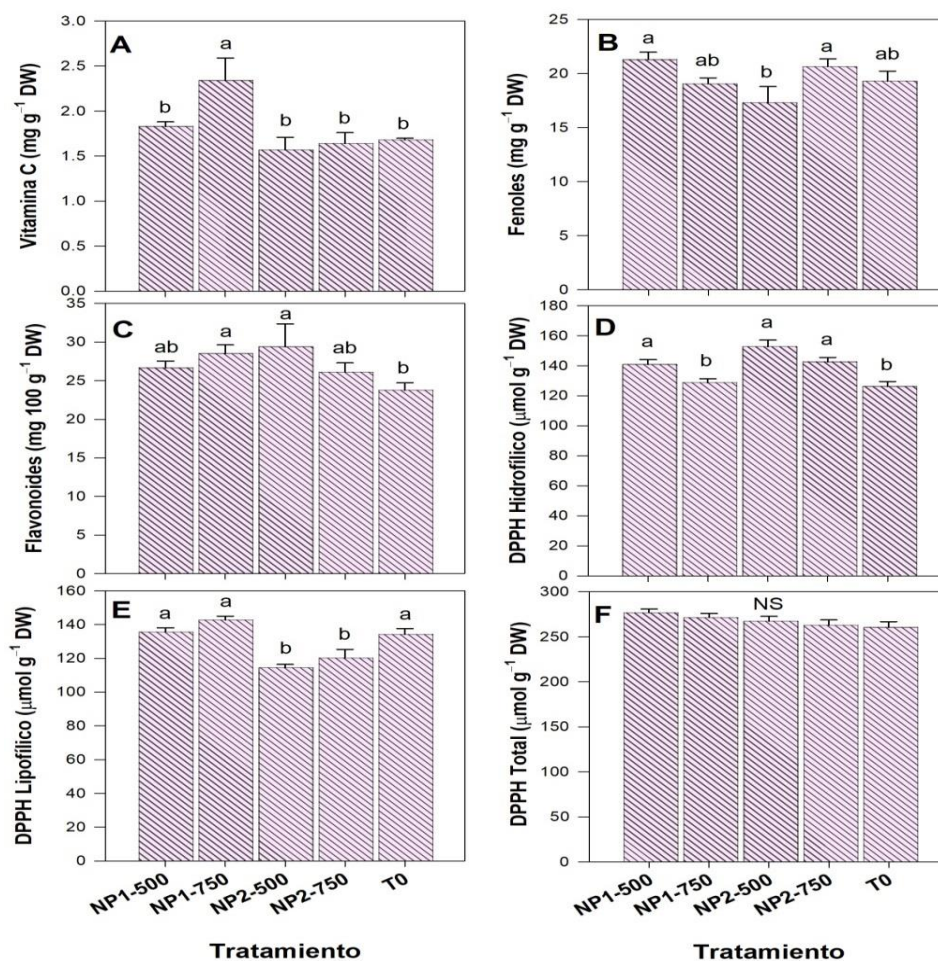 A
Vitamina C (mg g⁻¹ DW)
3.0
2.5
2.0
1.5
1.0
0.5
0.0
b
a
b
b
b
B
Fenoles (mg g⁻¹ DW)
25
20
15
10
5
0
a
ab
b
a
ab
C
Flavonoides (mg 100 g⁻¹ DW)
35
30
25
20
15
10
5
0
ab
a
a
ab
b
D
DPPH Hidrofílico (μmol g⁻¹ DW)
180
160
140
120
100
80
60
40
20
0
a
b
a
a
b
E
DPPH Lipofílico (μmol g⁻¹ DW)
160
140
120
100
80
60
40
20
0
a
a
b
b
a
NP1-500
NP1-750
NP2-500
NP2-750
T0
Tratamiento
F
DPPH Total (μmol g⁻¹ DW)
300
250
200
150
100
50
0
NS
NP1-500
NP1-750
NP2-500
NP2-750
T0
Tratamiento